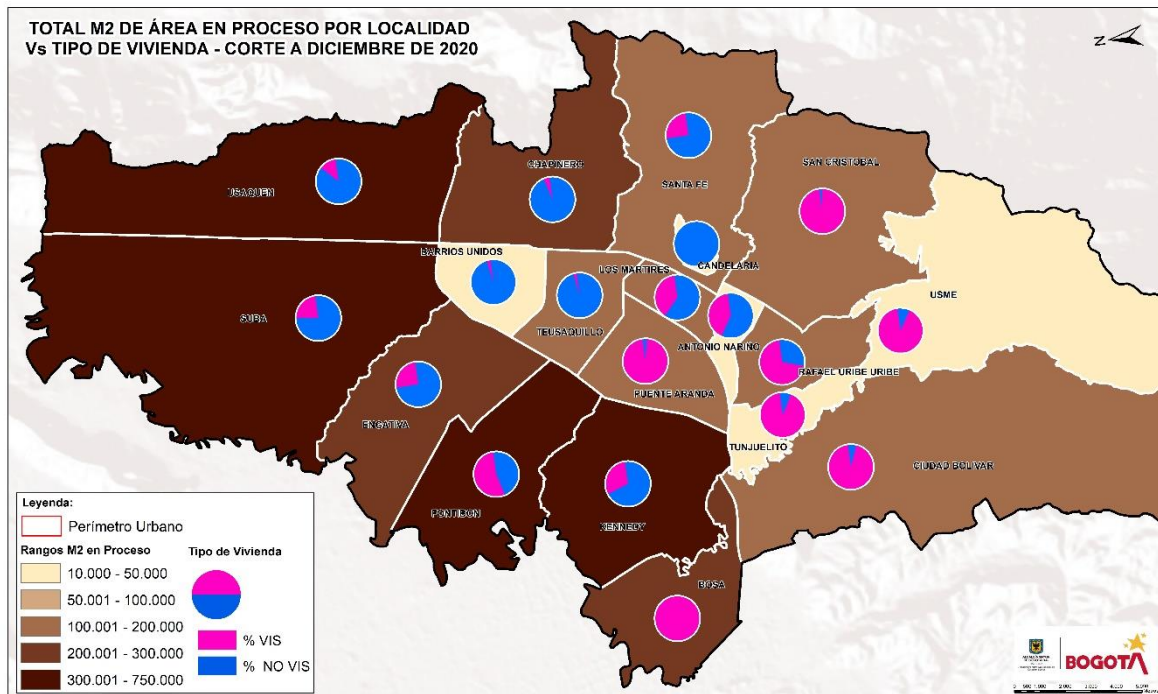 TOTAL M2 DE ÁREA EN PROCESO POR LOCALIDAD
Vs TIPO DE VIVIENDA - CORTE A DICIEMBRE DE 2020
Z
USAQUEN
CHAPINERO
SANTA FE
SAN CRISTOBAL
BARRIOS UNIDOS
LOS MARTIRES
CANDELARIA
USME
SUBA
TEUSAQUILLO
ANTONIO NARIÑO
RAFAEL URIBE URIBE
PUENTE ARANDA
ENGATIVA
TUNJUELITO
CIUDAD BOLIVAR
FONTIBON
KENNEDY
BOSA
Leyenda:
Perímetro Urbano
Rangos M2 en Proceso
10.000 - 50.000
50.001 - 100.000
100.001 - 200.000
200.001 - 300.000
300.001 - 750.000
Tipo de Vivienda
% VIS
% NO VIS
BOGOTÁ